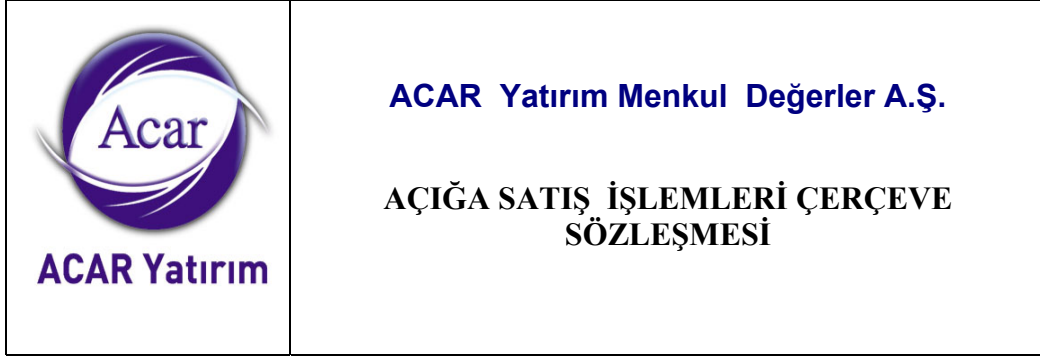 Acar
ACAR Yatırım
ACAR Yatırım Menkul Değerler A.Ş.
AÇIĞA SATIŞ İŞLEMLERİ ÇERÇEVE
SÖZLEŞMESİ